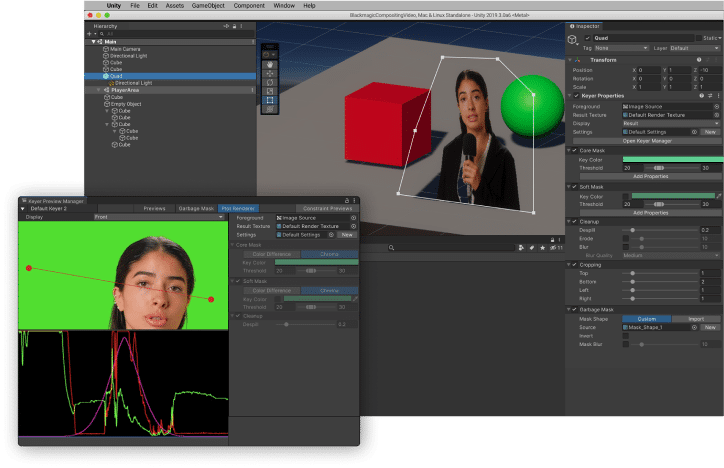 Unity File Edit Assets GameObject Component Window Help
BlackmagicCompositingVideo, Mac & Linux Standalone - Unity 2019.3.0a6 <Metal>
Hierarchy
All
Main
Main Camera
Directional Light
Cube
Cube
Quad
Directional Light
PlayerArea
Cube
Empty Object
Cube
Cube
Cube
Cube
Cube
Inspector
Quad Static
Tag None Layer Default
Transform
Position X 0 Y 1 Z -10
Rotation X 0 Y 0 Z 0
Scale X 1 Y 1 Z 1
Keyer Properties
Foreground Image Source
Result Texture Default Render Texture
Display Result
Settings Default Settings New
Open Keyer Manager
Core Mask
Key Color
Threshold 20 30
Add Properties
Soft Mask
Key Color
Threshold 20 30
Add Properties
Cleanup
Despill 0.2
Erode 10
Blur 10
Blur Quality Medium
Cropping
Top 1
Bottom 2
Left 1
Right 1
Garbage Mask
Mask Shape Custom Import
Source Mask_Shape_1 New
Invert
Mask Blur 10
11
Keyer Preview Manager
Default Keyer 2 Previews Garbage Mask Plot Renderer Constraint Previews
Display Front
Foreground Image Source
Result Texture Default Render Texture
Settings Default Settings New
Core Mask
Color Difference Chroma
Key Color
Threshold 20 30
Soft Mask
Color Difference Chroma
Key Color
Threshold 20 30
Cleanup
Despill 0.2